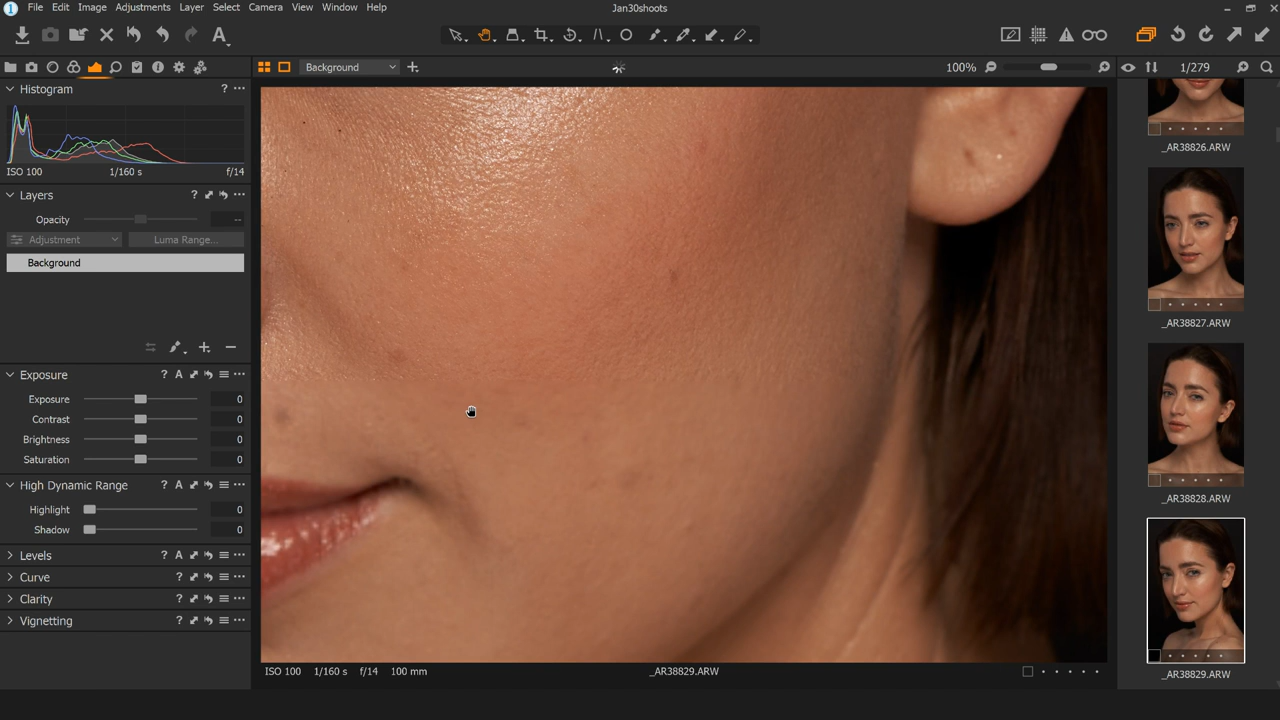 1 File Edit Image Adjustments Layer Select Camera View Window Help
Jan30shoots
A
Background
100%
1/279
Histogram ? ...
ISO 100 1/160 s f/14
Layers ? ...
Opacity --
Adjustment Luma Range...
Background
Exposure ? A ...
Exposure 0
Contrast 0
Brightness 0
Saturation 0
High Dynamic Range ? A ...
Highlight 0
Shadow 0
Levels ? A ...
Curve ? A ...
Clarity ? A ...
Vignetting ? A ...
ISO 100 1/160 s f/14 100 mm
_AR38829.ARW
_AR38826.ARW
_AR38827.ARW
_AR38828.ARW
_AR38829.ARW